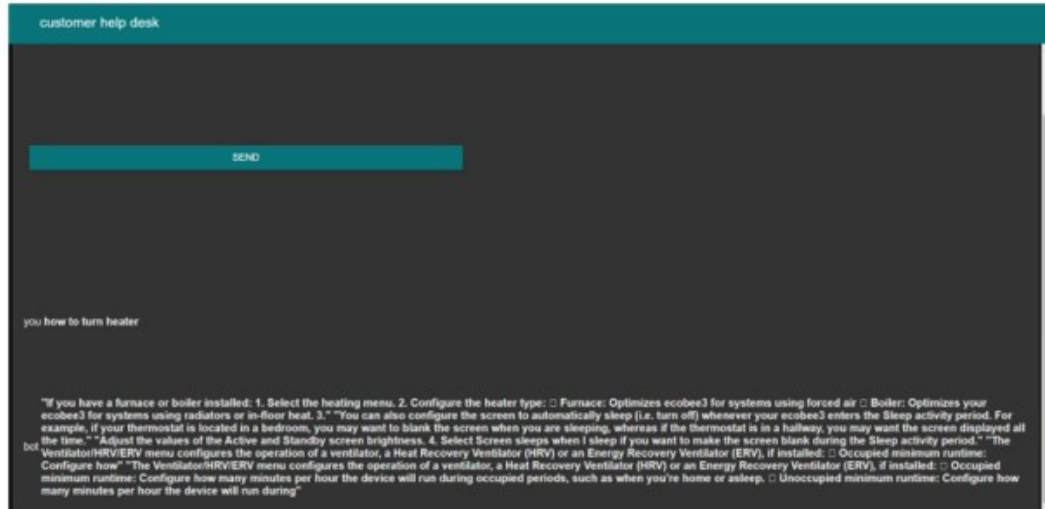 customer help desk
SEND
you how to turn heater
"If you have a furnace or boiler installed: 1. Select the heating menu. 2. Configure the heater type: □ Furnace: Optimizes ecobee3 for systems using forced air □ Boiler: Optimizes your
ecobee3 for systems using radiators or in-floor heat. 3." "You can also configure the screen to automatically sleep (i.e. turn off) whenever your ecobee3 enters the Sleep activity period. For
example, if your thermostat is located in a bedroom, you may want to blank the screen when you are sleeping, whereas if the thermostat is in a hallway, you may want the screen displayed all
the time." "Adjust the values of the Active and Standby screen brightness. 4. Select Screen sleeps when I sleep if you want to make the screen blank during the Sleep activity period." "The
bot
Ventilator/HRV/ERV menu configures the operation of a ventilator, a Heat Recovery Ventilator (HRV) or an Energy Recovery Ventilator (ERV), if installed: □ Occupied minimum runtime:
Configure how" "The Ventilator/HRV/ERV menu configures the operation of a ventilator, a Heat Recovery Ventilator (HRV) or an Energy Recovery Ventilator (ERV), if installed: □ Occupied
minimum runtime: Configure how many minutes per hour the device will run during occupied periods, such as when you're home or asleep. □ Unoccupied minimum runtime: Configure how
many minutes per hour the device will run during"